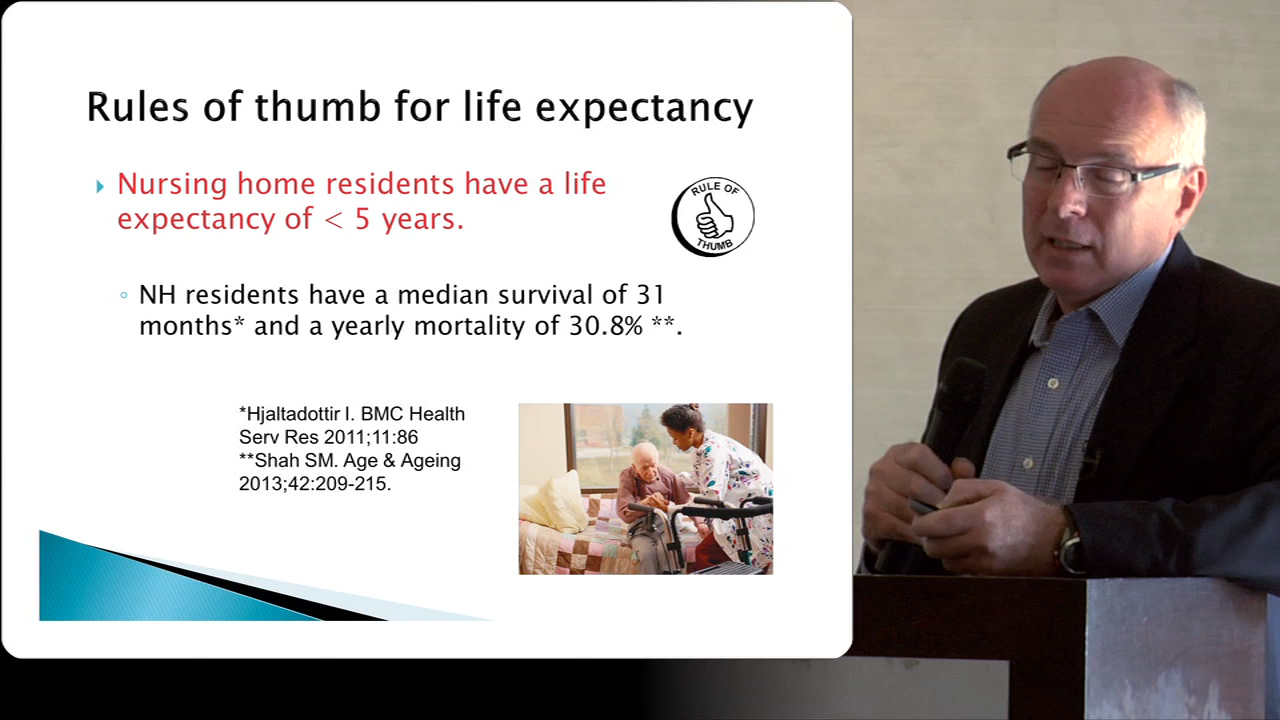 Rules of thumb for life expectancy
Nursing home residents have a life
expectancy of < 5 years.
RULE OF
THUMB
NH residents have a median survival of 31
months* and a yearly mortality of 30.8% **.
*Hjaltadottir I. BMC Health
Serv Res 2011;11:86
**Shah SM. Age & Ageing
2013;42:209-215.